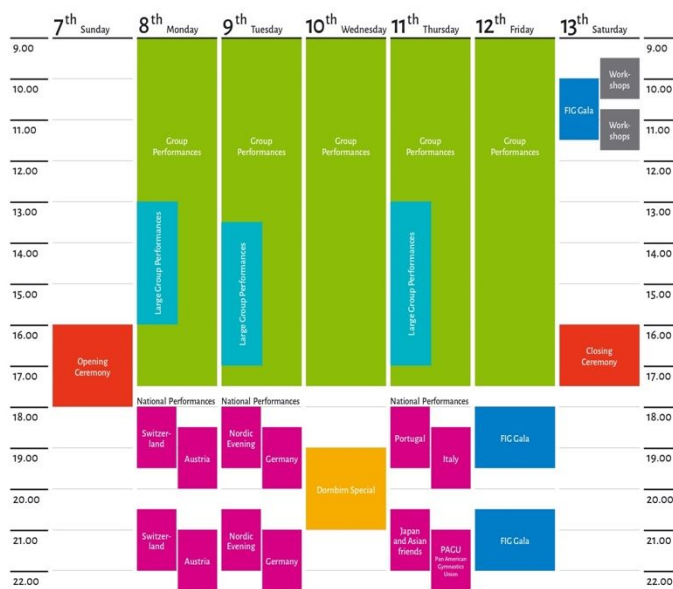 7th Sunday 8th Monday 9th Tuesday 10th Wednesday 11th Thursday 12th Friday 13th Saturday
9.00 9.00
Work-
shops
10.00 10.00
FIG Gala
11.00 Work- 11.00
shops
Group Group Group Group Group
Performances Performances Performances Performances Performances
12.00 12.00
13.00 13.00
Large Group Performances
Large Group Performances
Large Group Performances
14.00 14.00
15.00 15.00
16.00 16.00
Opening
Ceremony
Closing
Ceremony
17.00 17.00
National Performances National Performances National Performances
18.00 18.00
Switzer-
land
Nordic
Evening
Portugal
FIG Gala
19.00 19.00
Austria Germany Italy
Dornbirn Special
20.00 20.00
21.00 21.00
Switzer-
land
Nordic
Evening
Japan
and Asian
friends
FIG Gala
Austria Germany
PAGU
Pan American
Gymnastics
Union
22.00 22.00